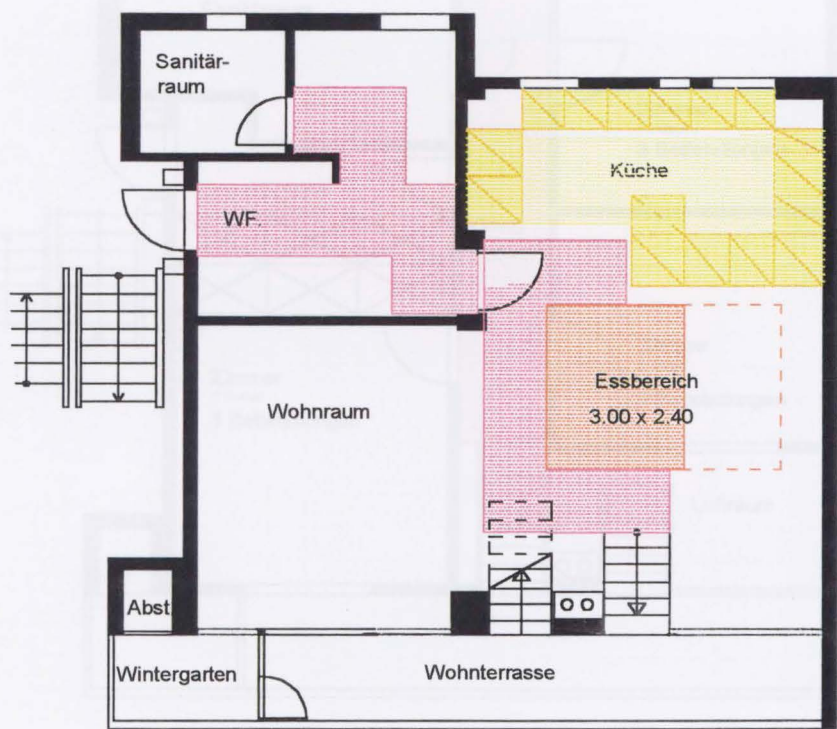 Sanitär-
raum
Küche
WF.
Essbereich
3.00 x 2.40
Wohnraum
Abst
Wintergarten
Wohnterrasse